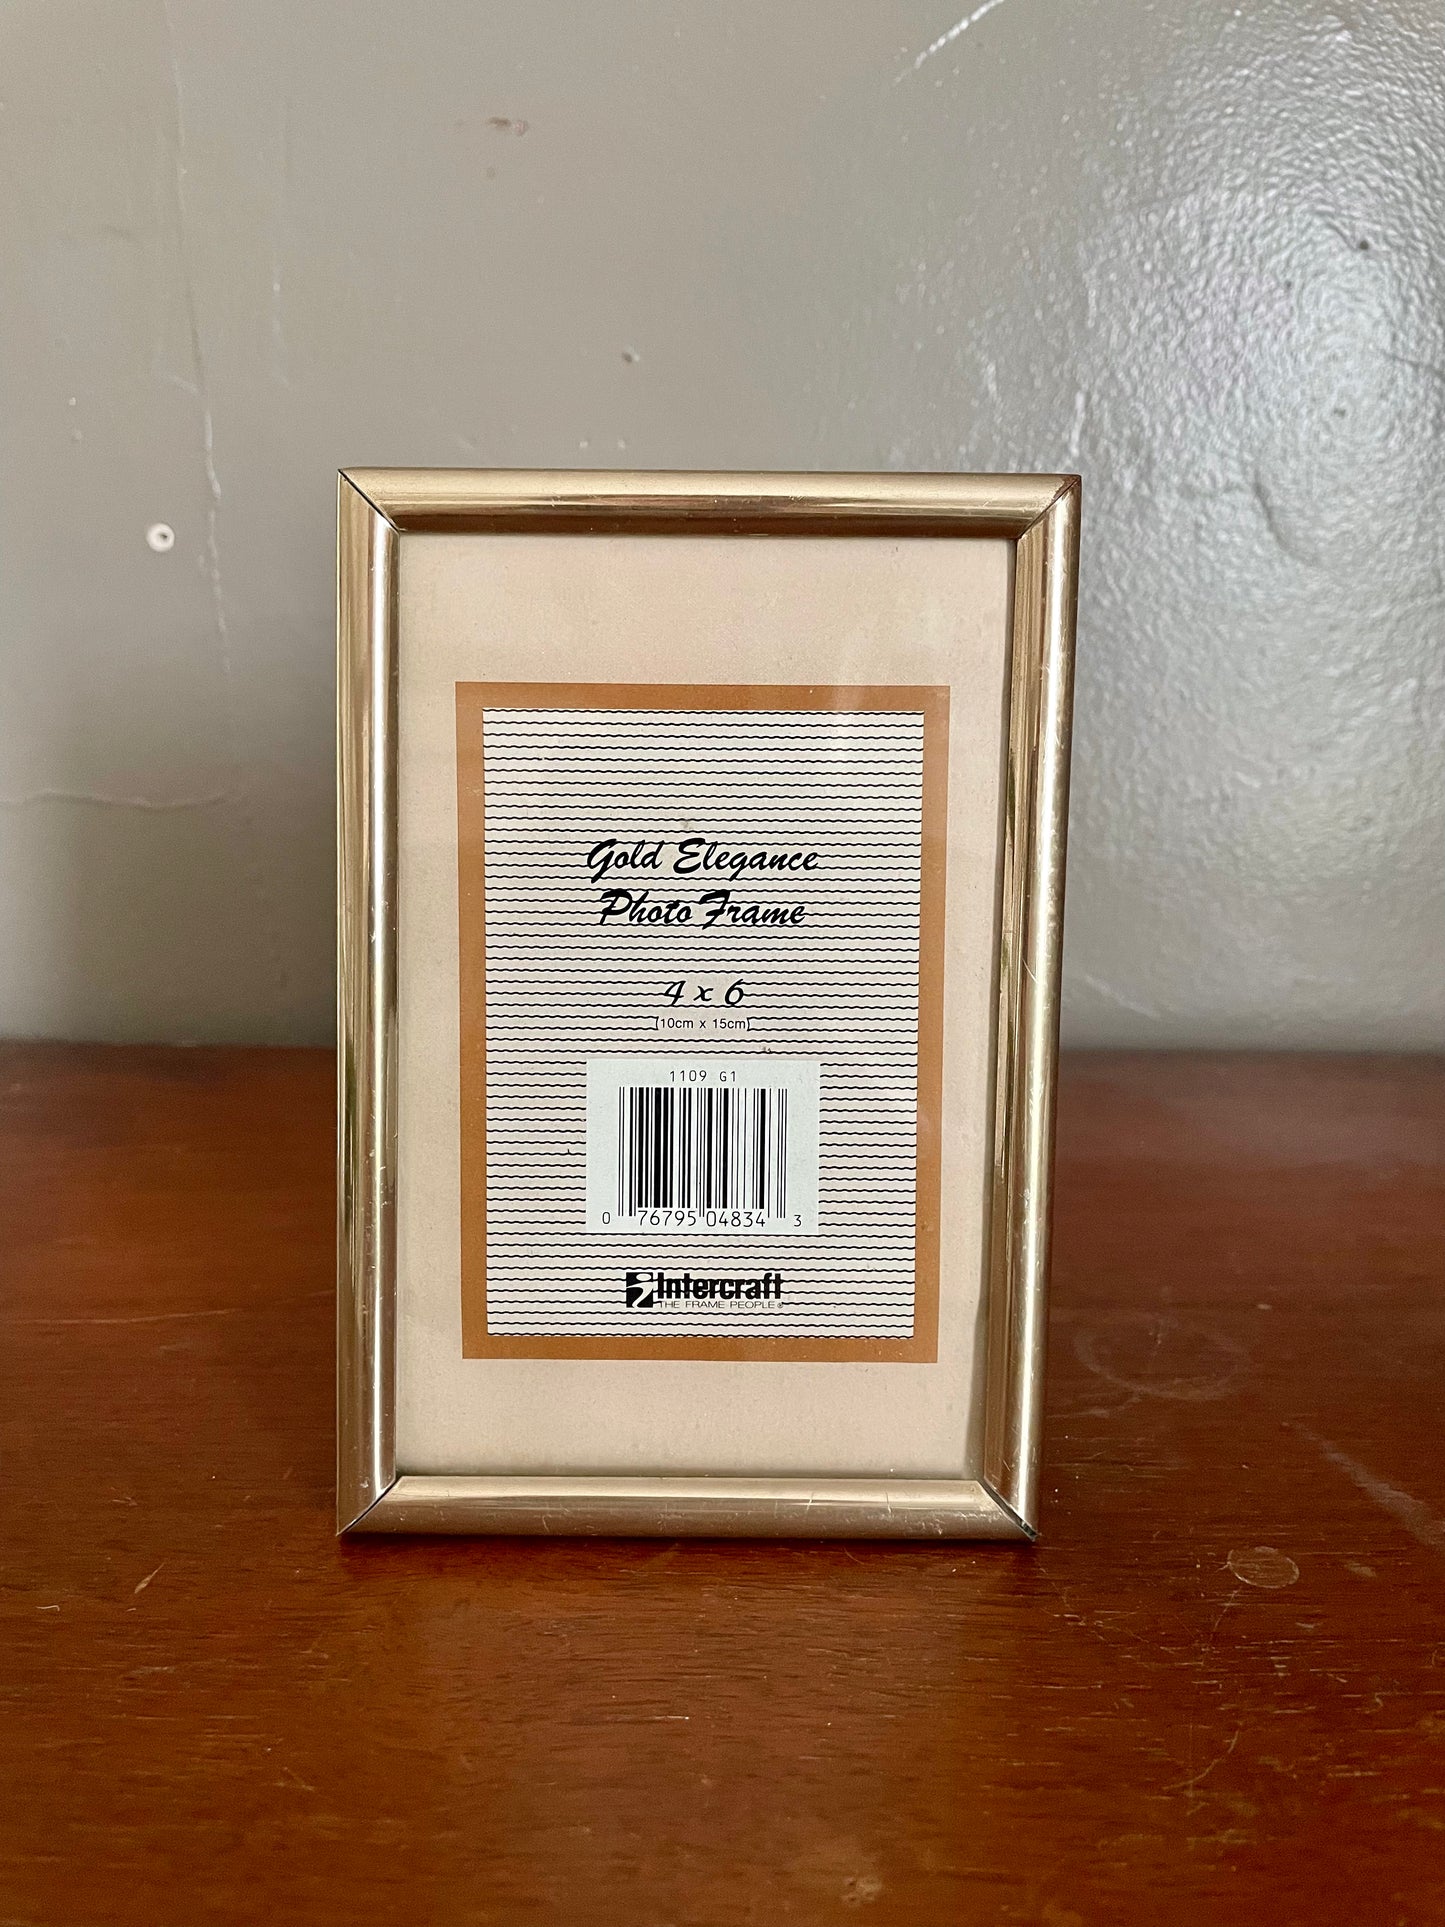 Gold Elegance
Photo Frame
4 x 6
(10cm x 15cm)
1109 G1
0 76795 04834 3
Intercraft
THE FRAME PEOPLE®